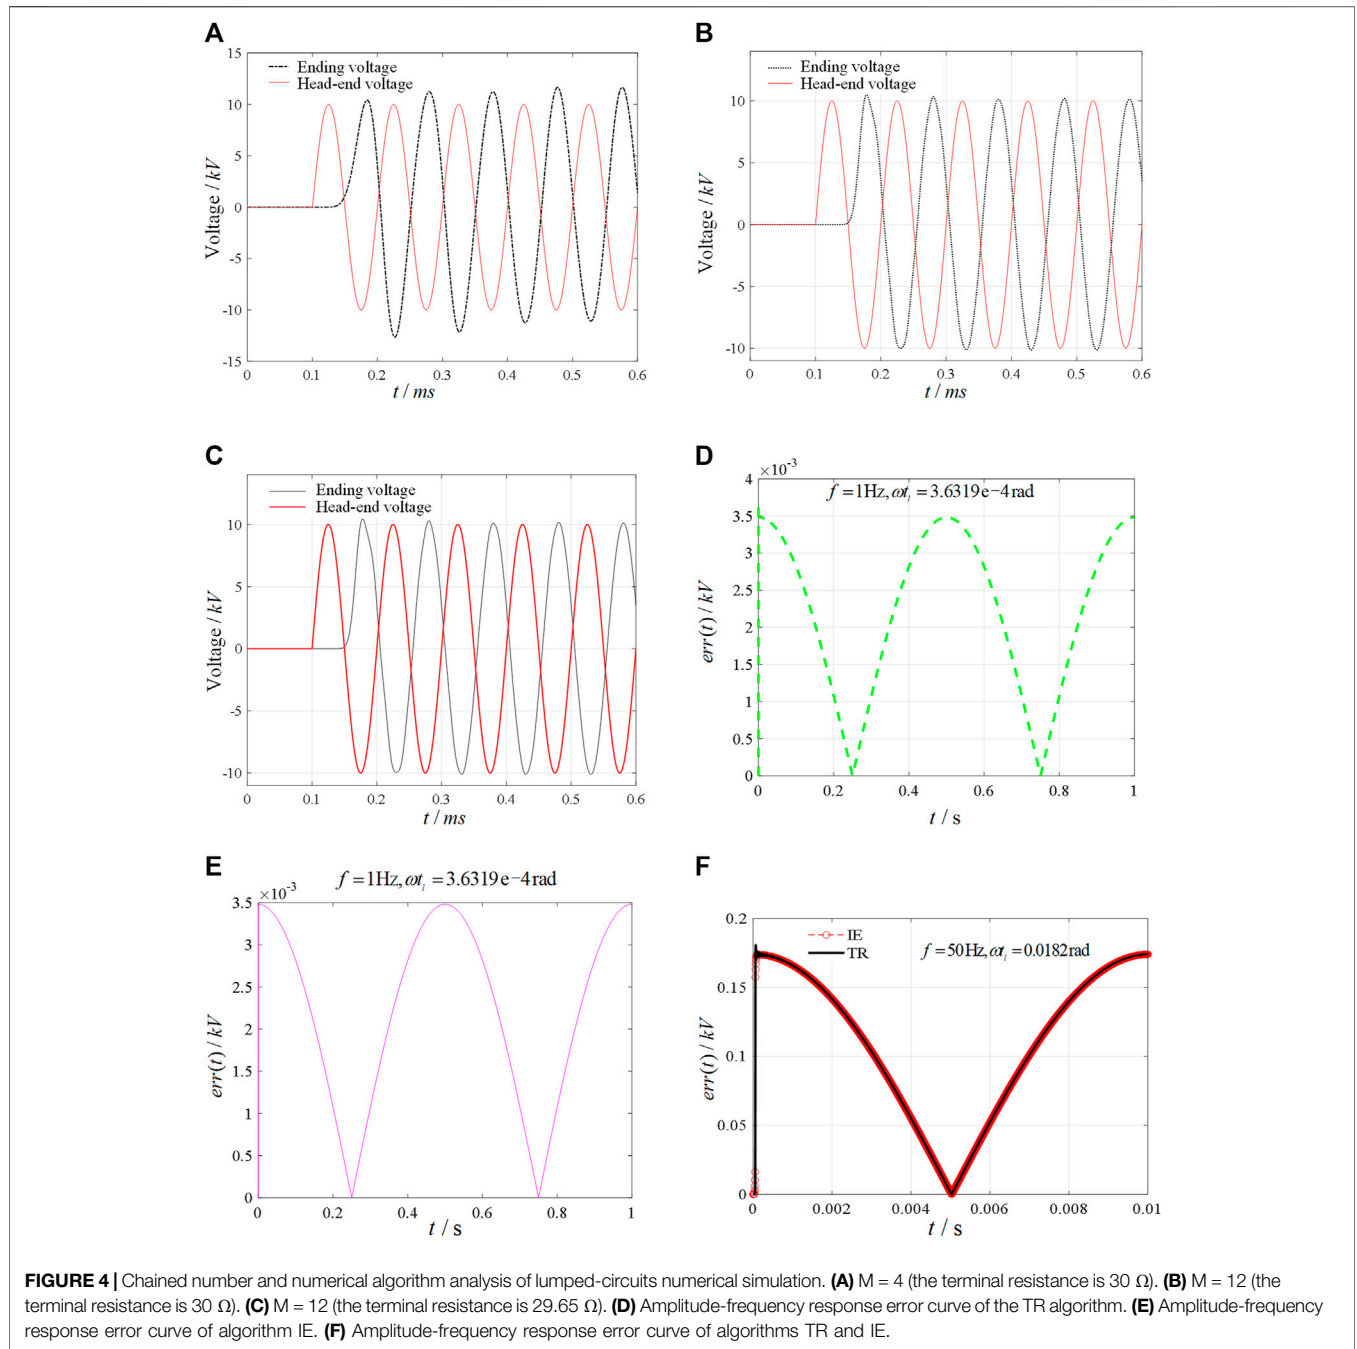 A
15
10
5
0
-5
-10
-15
Voltage / kV
Ending voltage
Head-end voltage
0 0.1 0.2 0.3 0.4 0.5 0.6
t / ms
B
10
5
0
-5
-10
Voltage / kV
Ending voltage
Head-end voltage
0 0.1 0.2 0.3 0.4 0.5 0.6
t / ms
C
10
5
0
-5
-10
Voltage / kV
Ending voltage
Head-end voltage
0 0.1 0.2 0.3 0.4 0.5 0.6
t / ms
D
×10⁻³
f = 1Hz, ωtₗ = 3.6319e−4rad
4
3.5
3
2.5
2
1.5
1
0.5
0
err(t) / kV
0 0.2 0.4 0.6 0.8 1
t / s
E
f = 1Hz, ωtₗ = 3.6319e−4rad
×10⁻³
3.5
3
2.5
2
1.5
1
0.5
0
err(t) / kV
0 0.2 0.4 0.6 0.8 1
t / s
F
0.2
0.15
0.1
0.05
0
err(t) / kV
IE
TR
f = 50Hz, ωtₗ = 0.0182rad
0 0.002 0.004 0.006 0.008 0.01
t / s
FIGURE 4 | Chained number and numerical algorithm analysis of lumped-circuits numerical simulation. (A) M = 4 (the terminal resistance is 30 Ω). (B) M = 12 (the
terminal resistance is 30 Ω). (C) M = 12 (the terminal resistance is 29.65 Ω). (D) Amplitude-frequency response error curve of the TR algorithm. (E) Amplitude-frequency
response error curve of algorithm IE. (F) Amplitude-frequency response error curve of algorithms TR and IE.